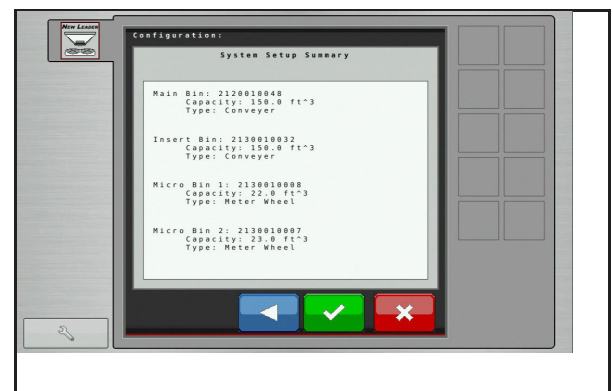 NEW LEADER
Configuration:
System Setup Summary
Main Bin: 2120010048
Capacity: 150.0 ft^3
Type: Conveyer
Insert Bin: 2130010032
Capacity: 150.0 ft^3
Type: Conveyer
Micro Bin 1: 2130010008
Capacity: 22.0 ft^3
Type: Meter Wheel
Micro Bin 2: 2130010007
Capacity: 23.0 ft^3
Type: Meter Wheel